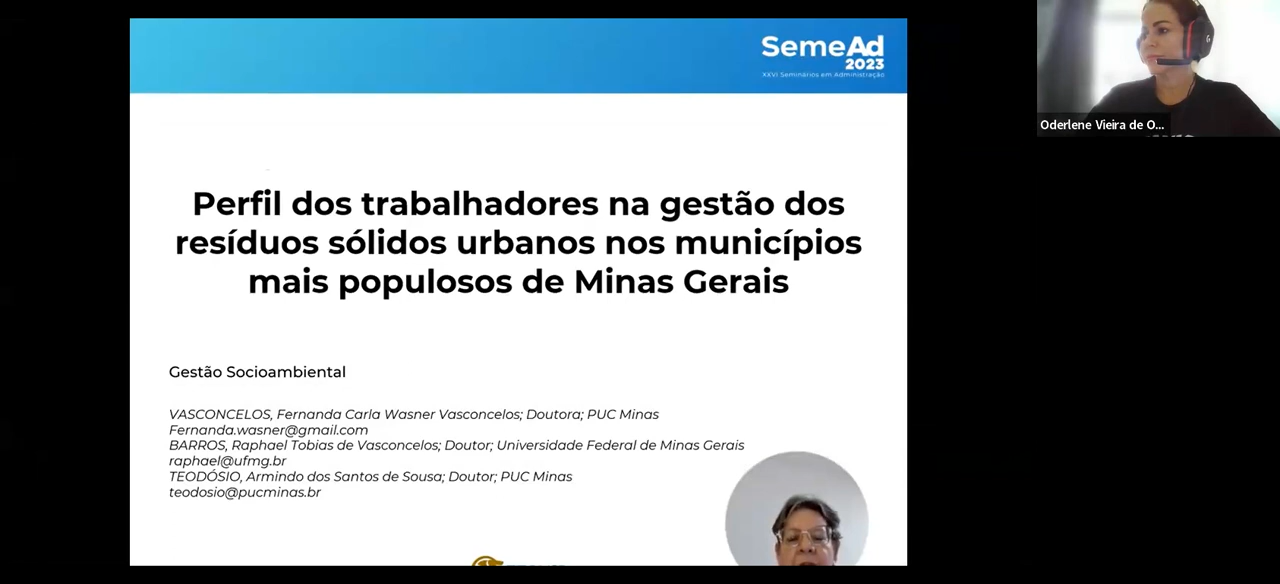 SemeAd
2023
XXVI Seminários em Administração
Oderlene Vieira de O...
Perfil dos trabalhadores na gestão dos
resíduos sólidos urbanos nos municípios
mais populosos de Minas Gerais
Gestão Socioambiental
VASCONCELOS, Fernanda Carla Wasner Vasconcelos; Doutora; PUC Minas
Fernanda.wasner@gmail.com
BARROS, Raphael Tobias de Vasconcelos; Doutor; Universidade Federal de Minas Gerais
raphael@ufmg.br
TEODÓSIO, Armindo dos Santos de Sousa; Doutor; PUC Minas
teodosio@pucminas.br